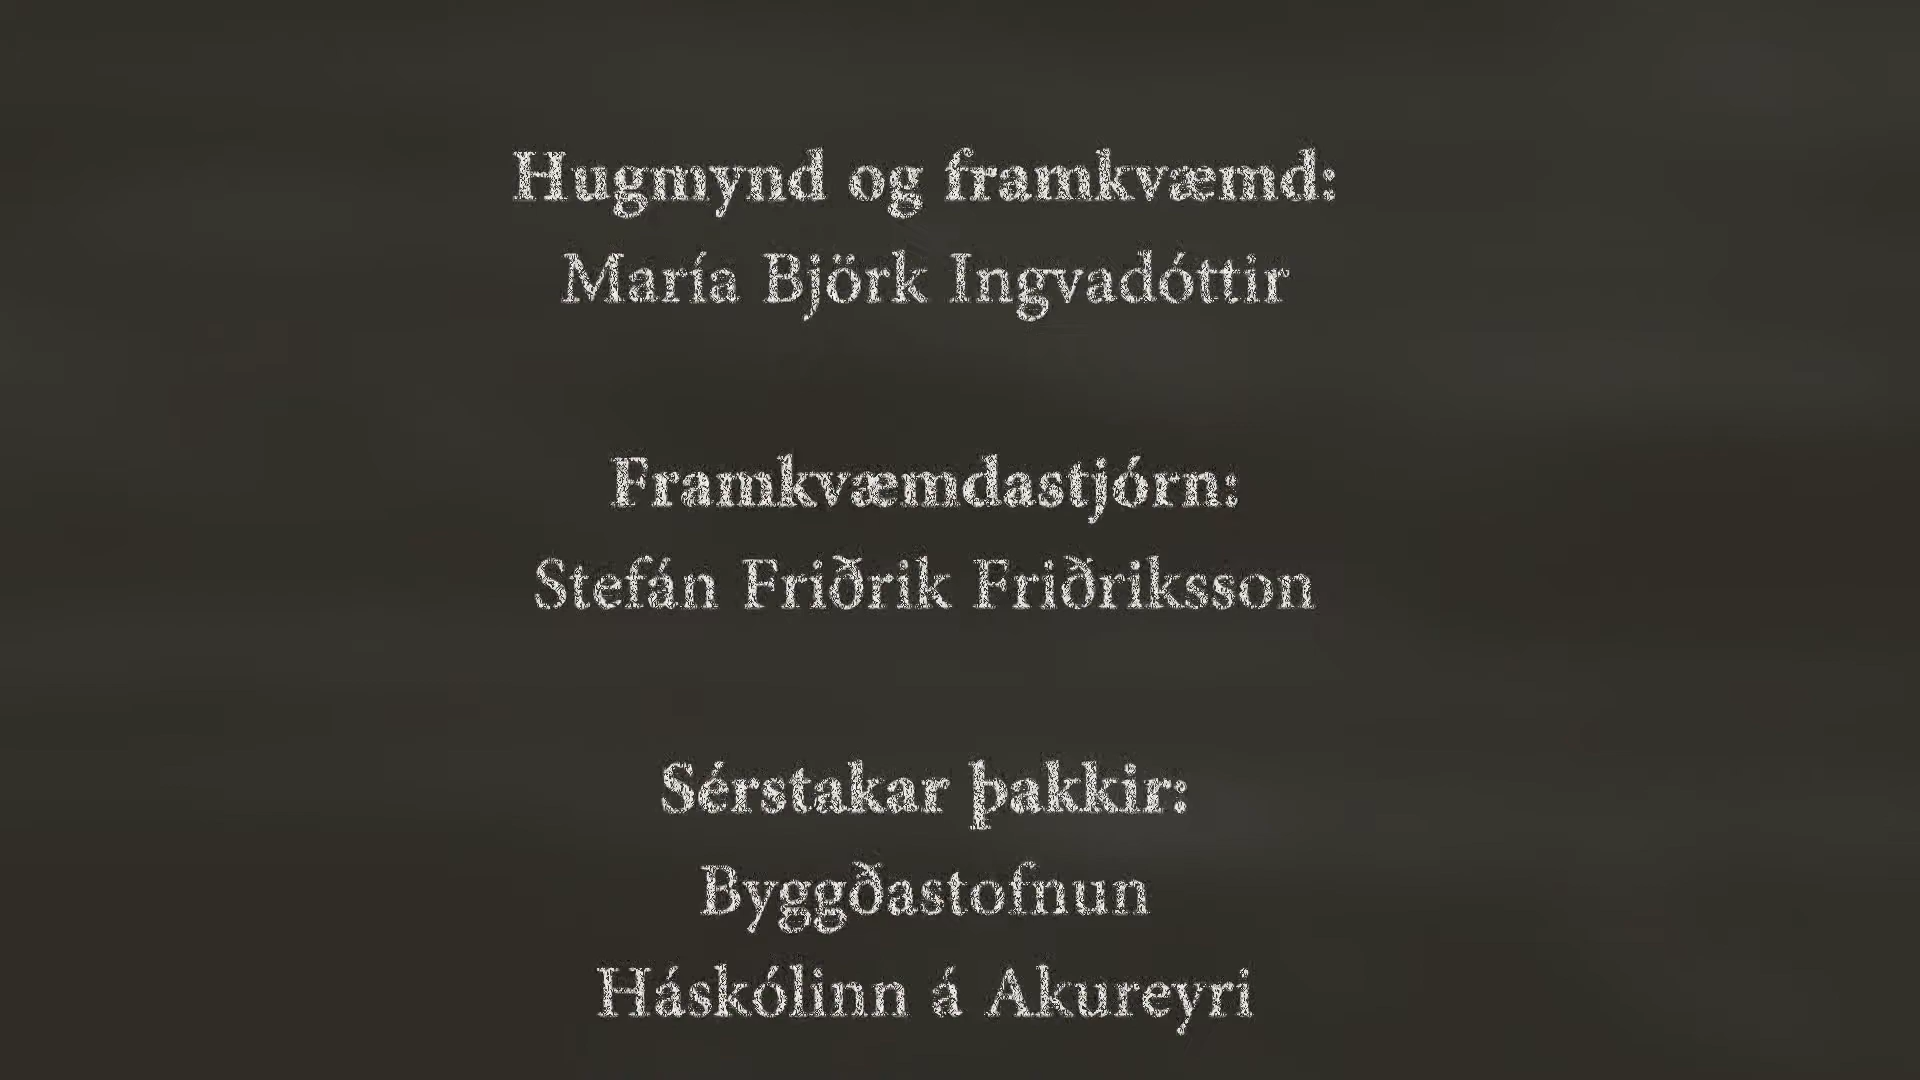 Hugmynd og framkvæmd:
María Björk Ingvadóttir
Framkvæmdastjórn:
Stefán Friðrik Friðriksson
Sérstakar þakkir:
Byggðastofnun
Háskólinn á Akureyri